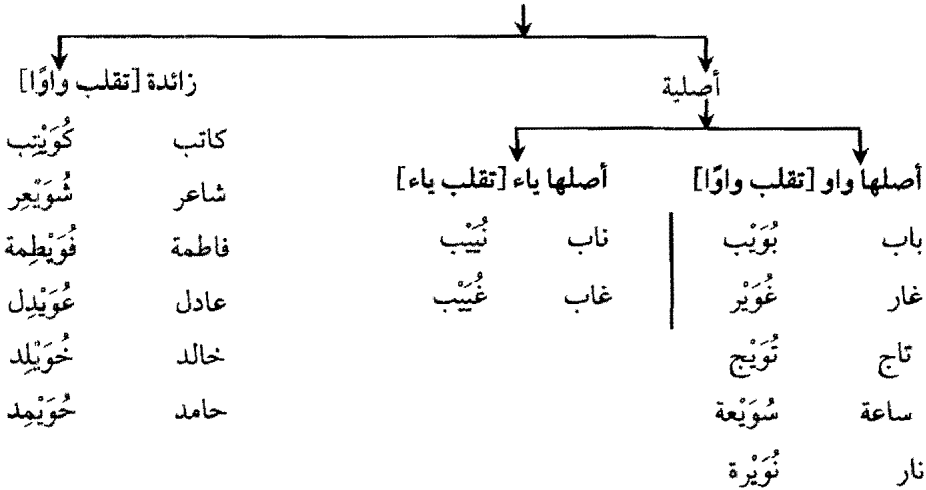 أصلية
زائدة [تقلب واوًا]
أصلها واو [تقلب واوًا]
أصلها ياء [تقلب ياء]
باب بُوَيْب
غار غُوَيْر
تاج تُوَيْج
ساعة سُوَيْعة
نار نُوَيْرة
ناب نُيَيْب
غاب غُيَيْب
كاتب كُوَيْتِب
شاعر شُوَيْعِر
فاطمة فُوَيْطِمة
عادل عُوَيْدِل
خالد خُوَيْلِد
حامد حُوَيْمِد